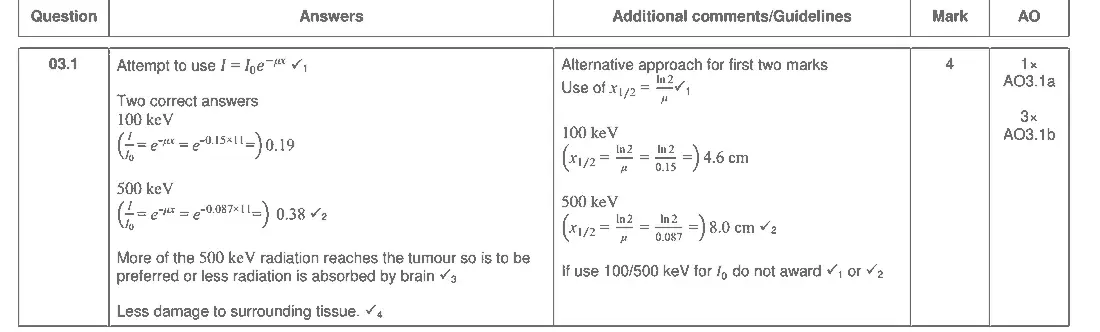 Question Answers Additional comments/Guidelines Mark AO
03.1 Attempt to use I = I₀e^−μx ✓1 Alternative approach for first two marks 4 1×
Use of x1/2 = ln2/μ ✓1 AO3.1a
Two correct answers
100 keV 3×
(I/I₀ = e^-μx = e^-0.15×11 =) 0.19 100 keV AO3.1b
(x1/2 = ln2/μ = ln2/0.15 =) 4.6 cm
500 keV
(I/I₀ = e^-μx = e^-0.087×11 =) 0.38 ✓2 500 keV
(x1/2 = ln2/μ = ln2/0.087 =) 8.0 cm ✓2
More of the 500 keV radiation reaches the tumour so is to be
preferred or less radiation is absorbed by brain ✓3 If use 100/500 keV for I₀ do not award ✓1 or ✓2
Less damage to surrounding tissue. ✓4